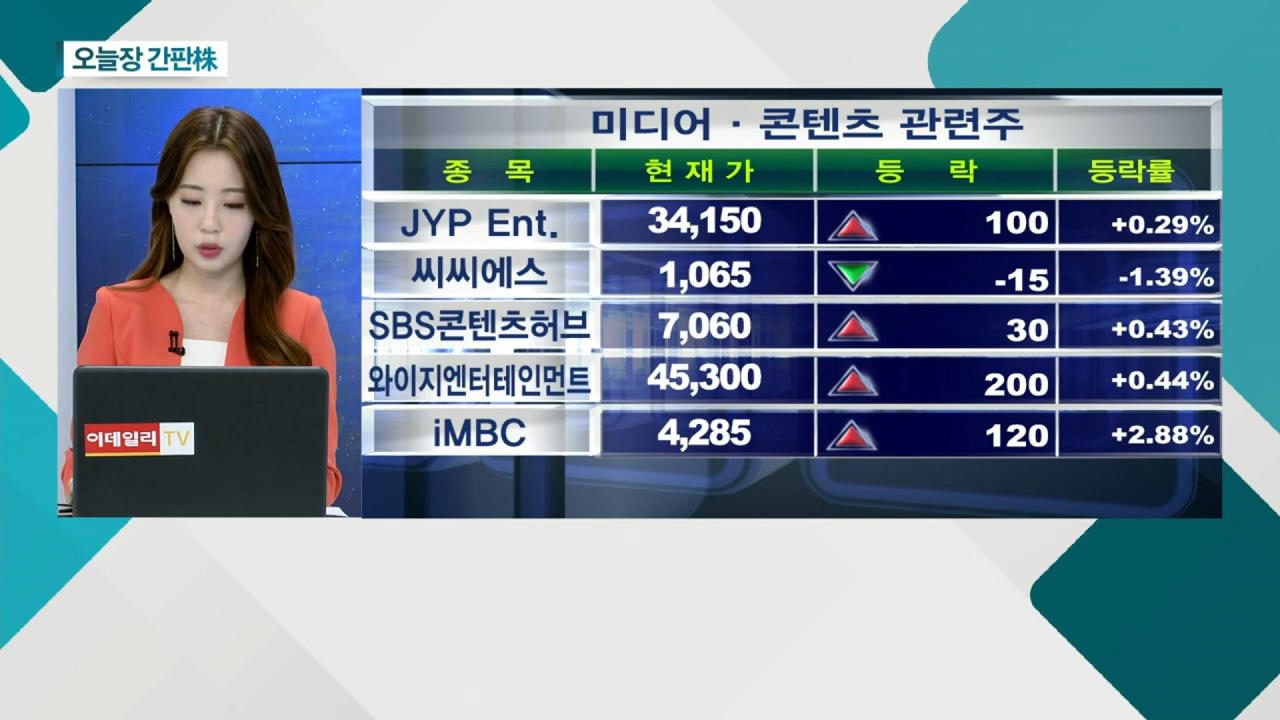 오늘장 간판株
미디어 · 콘텐츠 관련주
종 목 현 재 가 등 락 등락률
JYP Ent. 34,150 100 +0.29%
씨씨에스 1,065 -15 -1.39%
SBS콘텐츠허브 7,060 30 +0.43%
와이지엔터테인먼트 45,300 200 +0.44%
iMBC 4,285 120 +2.88%
이데일리 TV